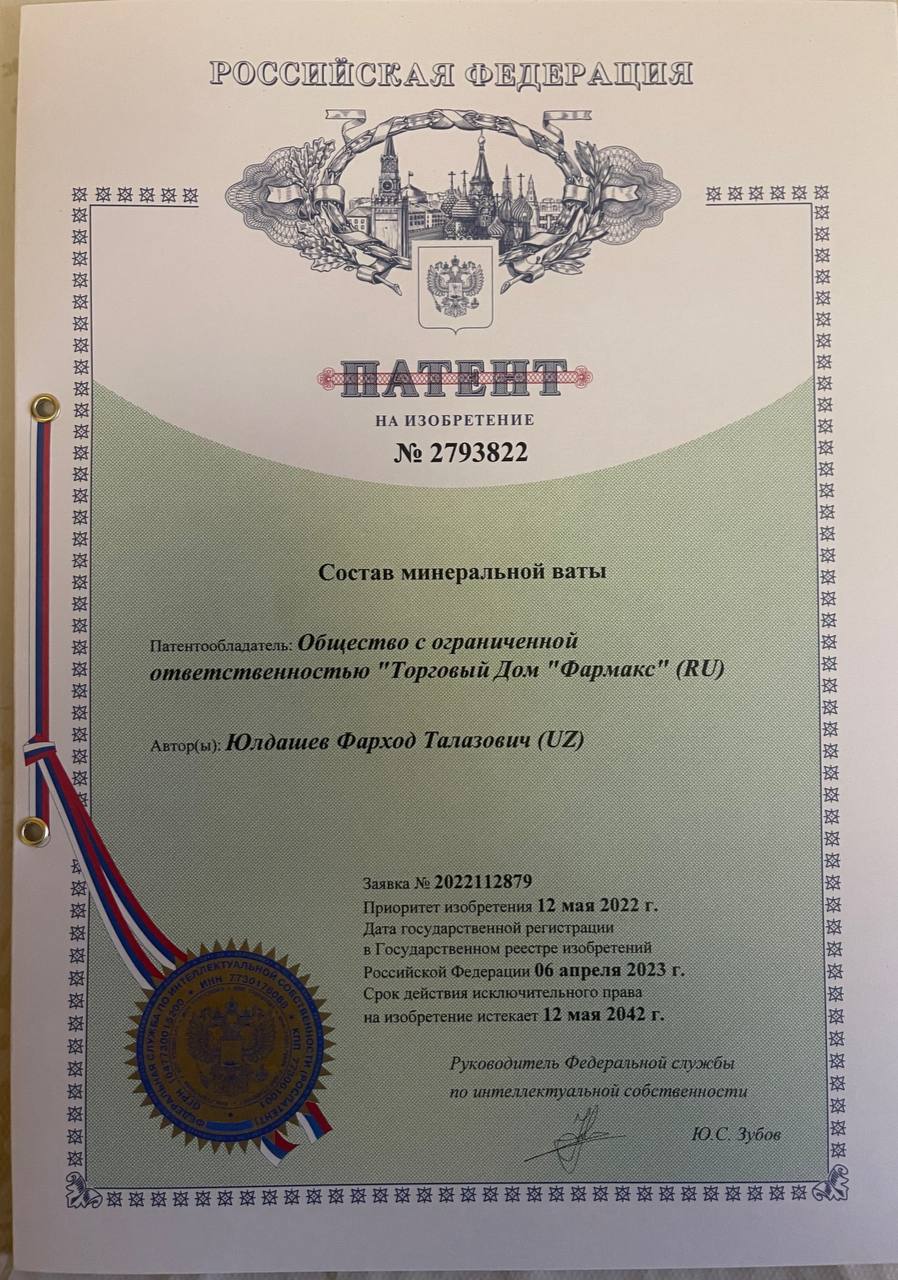 РОССИЙСКАЯ ФЕДЕРАЦИЯ
ПАТЕНТ
НА ИЗОБРЕТЕНИЕ
№ 2793822
Состав минеральной ваты
Патентообладатель: Общество с ограниченной
ответственностью "Торговый Дом "Фармакс" (RU)
Автор(ы): Юлдашев Фарход Талазович (UZ)
Заявка № 2022112879
Приоритет изобретения 12 мая 2022 г.
Дата государственной регистрации
в Государственном реестре изобретений
Российской Федерации 06 апреля 2023 г.
Срок действия исключительного права
на изобретение истекает 12 мая 2042 г.
Руководитель Федеральной службы
по интеллектуальной собственности
Ю.С. Зубов
ФЕДЕРАЛЬНАЯ СЛУЖБА ПО ИНТЕЛЛЕКТУАЛЬНОЙ СОБСТВЕННОСТИ (РОСПАТЕНТ)
ОГРН 1047730015200 • ИНН 7730176088 • КПП